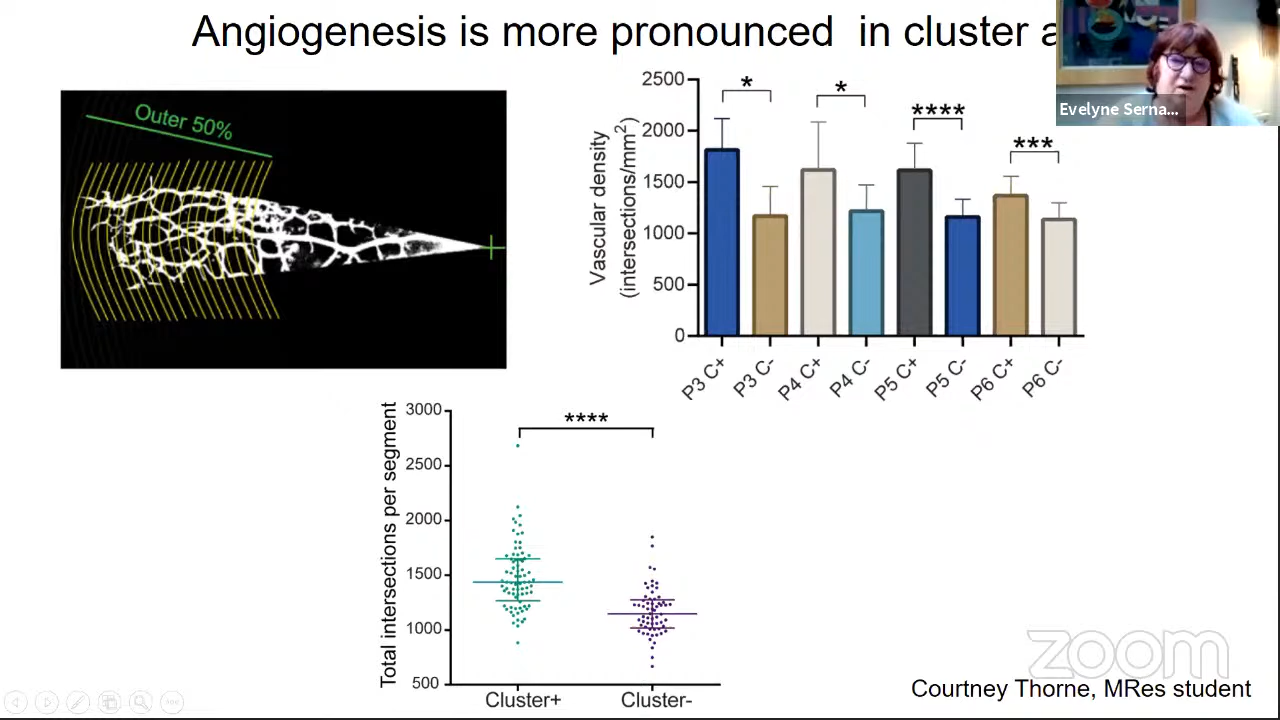 Angiogenesis is more pronounced in cluster
Evelyne Serna...
Outer 50%
Vascular density
(intersections/mm²)
2500
2000
1500
1000
500
0
*
*
****
***
P3 C+
P3 C-
P4 C+
P4 C-
P5 C+
P5 C-
P6 C+
P6 C-
Total intersections per segment
3000
2500
2000
1500
1000
500
****
Cluster+
Cluster-
zoom
Courtney Thorne, MRes student